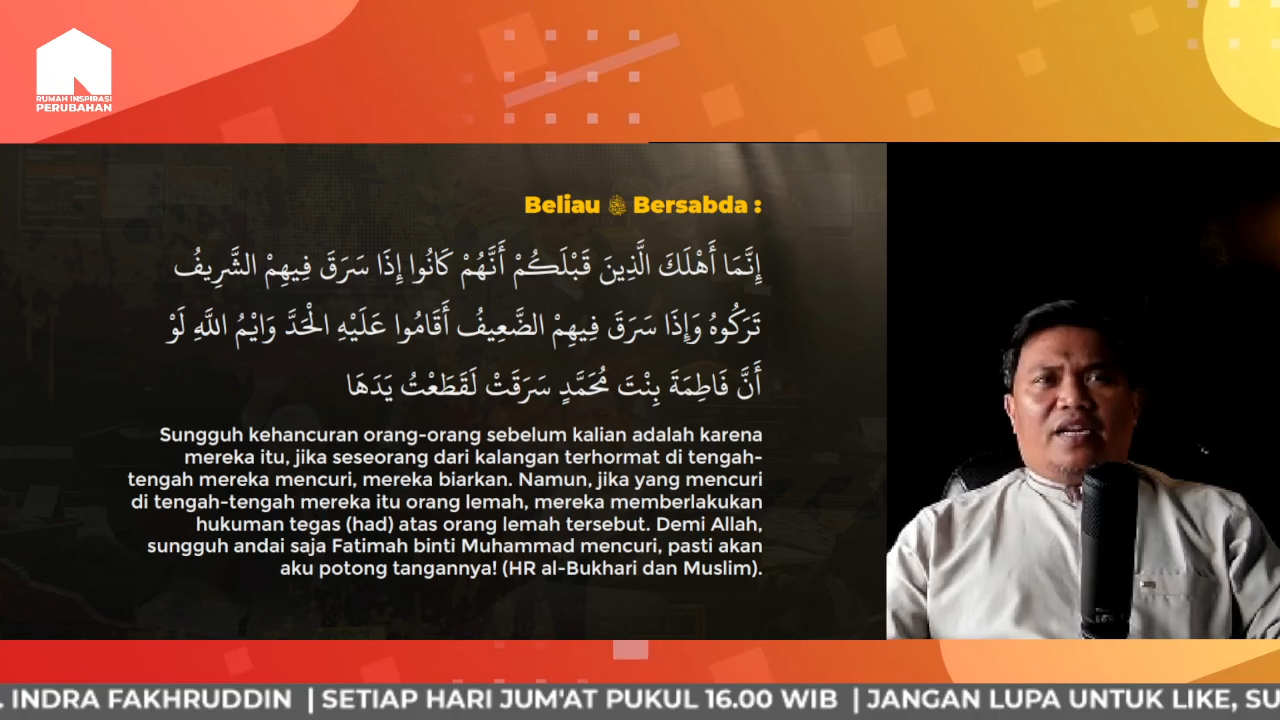 RUMAH INSPIRASI
PERUBAHAN
Beliau ﷺ Bersabda :
إِنَّمَا أَهْلَكَ الَّذِينَ قَبْلَكُمْ أَنَّهُمْ كَانُوا إِذَا سَرَقَ فِيهِمْ الشَّرِيفُ
تَرَكُوهُ وَإِذَا سَرَقَ فِيهِمْ الضَّعِيفُ أَقَامُوا عَلَيْهِ الْحَدَّ وَايْمُ اللَّهِ لَوْ
أَنَّ فَاطِمَةَ بِنْتَ مُحَمَّدٍ سَرَقَتْ لَقَطَعْتُ يَدَهَا
Sungguh kehancuran orang-orang sebelum kalian adalah karena
mereka itu, jika seseorang dari kalangan terhormat di tengah-
tengah mereka mencuri, mereka biarkan. Namun, jika yang mencuri
di tengah-tengah mereka itu orang lemah, mereka memberlakukan
hukuman tegas (had) atas orang lemah tersebut. Demi Allah,
sungguh andai saja Fatimah binti Muhammad mencuri, pasti akan
aku potong tangannya! (HR al-Bukhari dan Muslim).
. INDRA FAKHRUDDIN | SETIAP HARI JUM'AT PUKUL 16.00 WIB | JANGAN LUPA UNTUK LIKE, SU